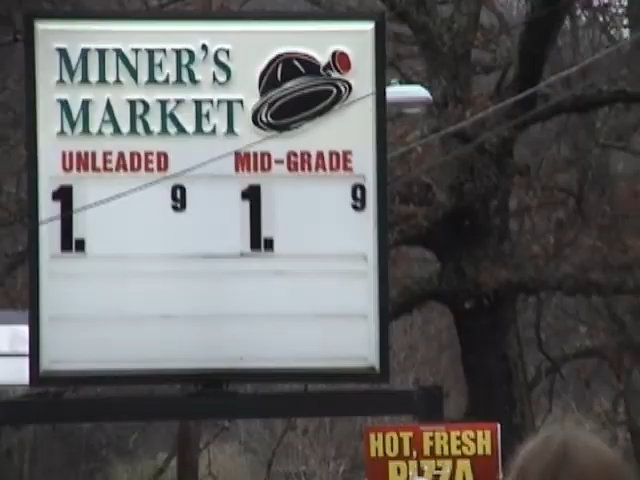 MINER'S
MARKET
UNLEADED MID-GRADE
1. 9 1. 9
HOT, FRESH
PIZZA